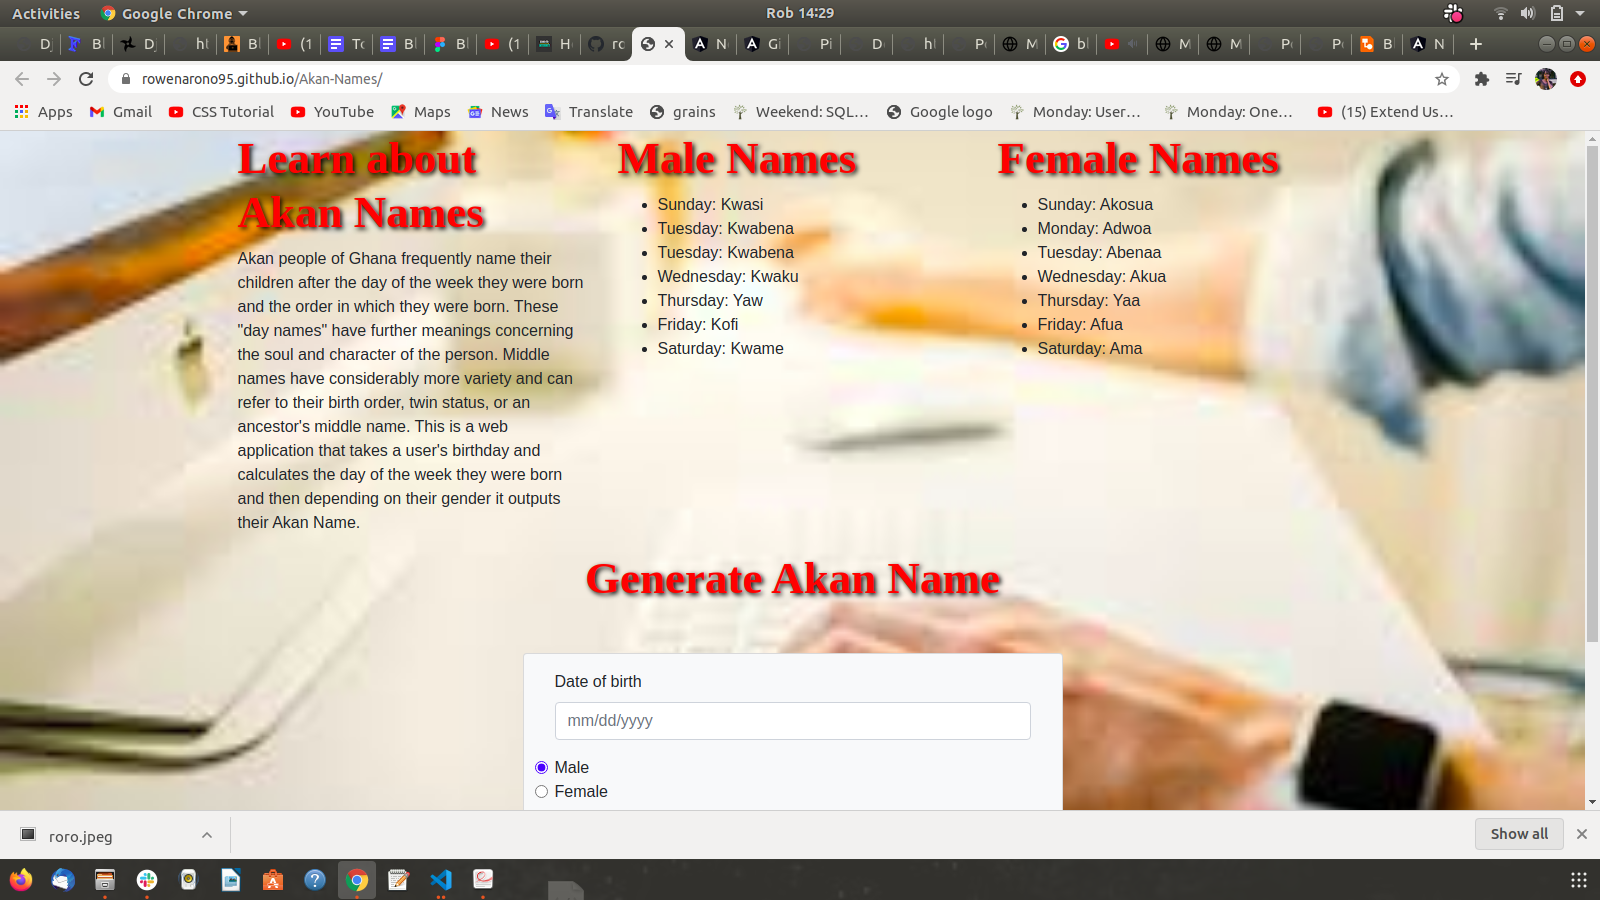 Activities Google Chrome Rob 14:29
Dj Bl Dj ht Bl (1 To Bl Bl (1 H ro N Gi Pi D ht Po M bl M M Po Po Bl N
rowenarono95.github.io/Akan-Names/
Apps Gmail CSS Tutorial YouTube Maps News Translate grains Weekend: SQL... Google logo Monday: User... Monday: One... (15) Extend Us...
Learn about
Akan Names
Akan people of Ghana frequently name their
children after the day of the week they were born
and the order in which they were born. These
"day names" have further meanings concerning
the soul and character of the person. Middle
names have considerably more variety and can
refer to their birth order, twin status, or an
ancestor's middle name. This is a web
application that takes a user's birthday and
calculates the day of the week they were born
and then depending on their gender it outputs
their Akan Name.
Male Names
Sunday: Kwasi
Tuesday: Kwabena
Tuesday: Kwabena
Wednesday: Kwaku
Thursday: Yaw
Friday: Kofi
Saturday: Kwame
Female Names
Sunday: Akosua
Monday: Adwoa
Tuesday: Abenaa
Wednesday: Akua
Thursday: Yaa
Friday: Afua
Saturday: Ama
Generate Akan Name
Date of birth
mm/dd/yyyy
Male
Female
roro.jpeg
Show all